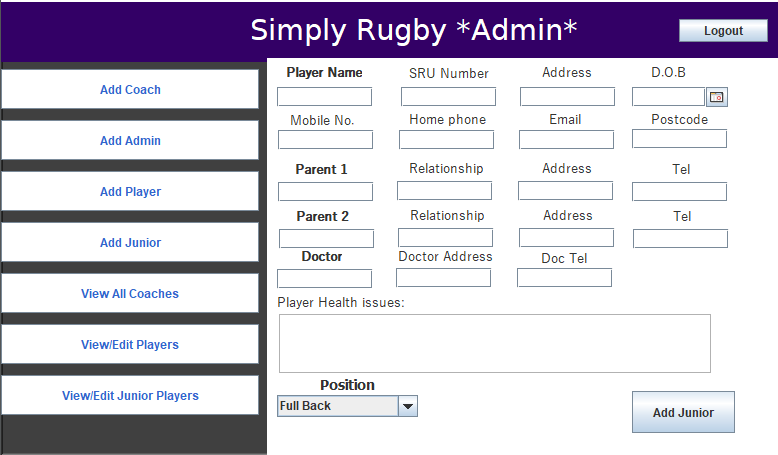 Simply Rugby *Admin*
Logout
Add Coach
Add Admin
Add Player
Add Junior
View All Coaches
View/Edit Players
View/Edit Junior Players
Player Name SRU Number Address D.O.B
Mobile No. Home phone Email Postcode
Parent 1 Relationship Address Tel
Parent 2 Relationship Address Tel
Doctor Doctor Address Doc Tel
Player Health issues:
Position
Full Back
Add Junior